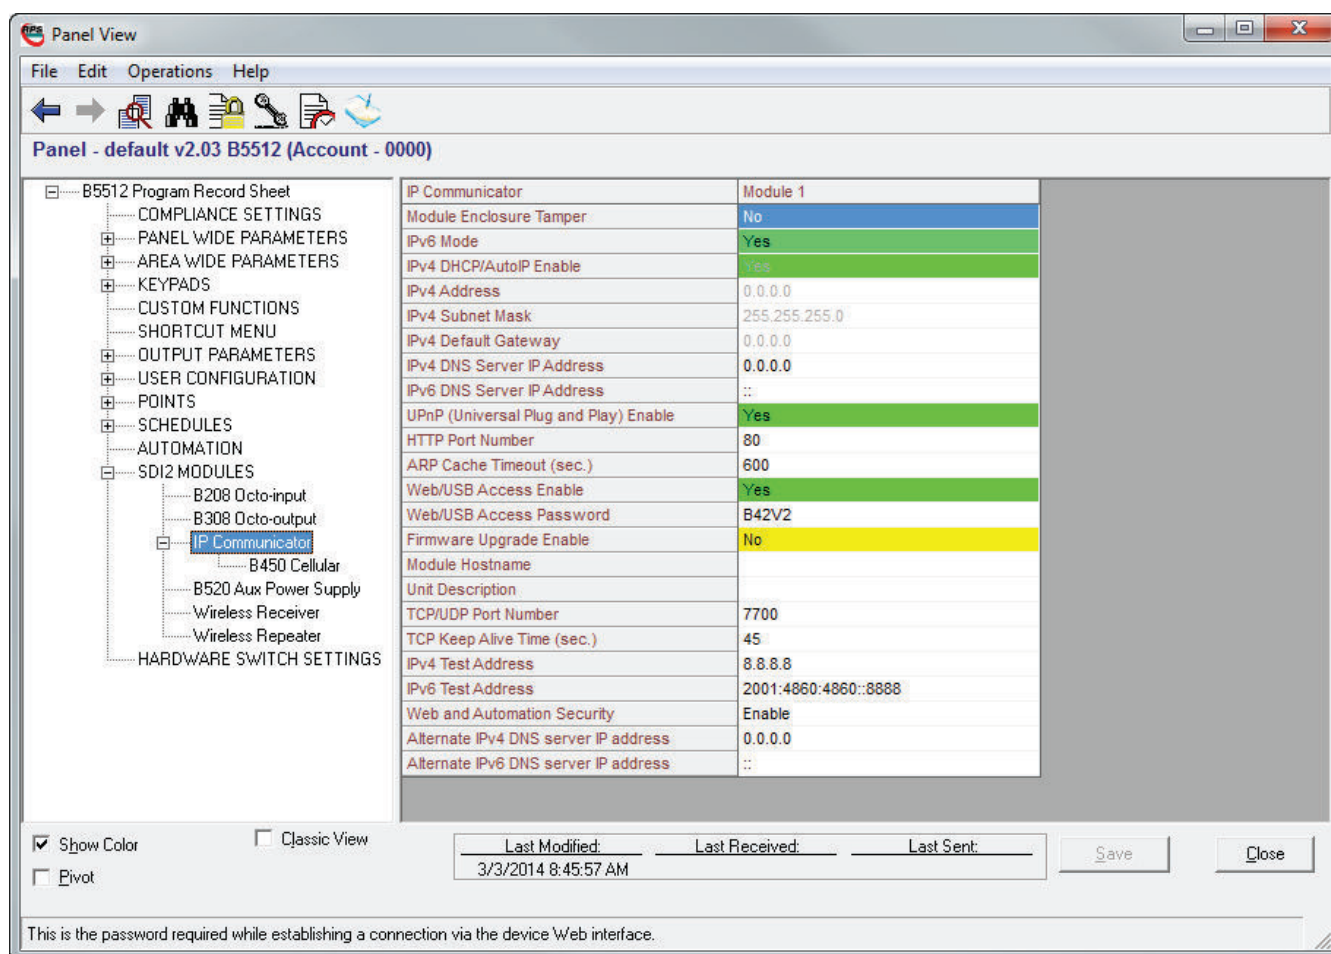 RPS Panel View
File Edit Operations Help
Panel - default v2.03 B5512 (Account - 0000)
B5512 Program Record Sheet
COMPLIANCE SETTINGS
PANEL WIDE PARAMETERS
AREA WIDE PARAMETERS
KEYPADS
CUSTOM FUNCTIONS
SHORTCUT MENU
OUTPUT PARAMETERS
USER CONFIGURATION
POINTS
SCHEDULES
AUTOMATION
SDI2 MODULES
B208 Octo-input
B308 Octo-output
IP Communicator
B450 Cellular
B520 Aux Power Supply
Wireless Receiver
Wireless Repeater
HARDWARE SWITCH SETTINGS
IP Communicator Module 1
Module Enclosure Tamper No
IPv6 Mode Yes
IPv4 DHCP/AutoIP Enable Yes
IPv4 Address 0.0.0.0
IPv4 Subnet Mask 255.255.255.0
IPv4 Default Gateway 0.0.0.0
IPv4 DNS Server IP Address 0.0.0.0
IPv6 DNS Server IP Address ::
UPnP (Universal Plug and Play) Enable Yes
HTTP Port Number 80
ARP Cache Timeout (sec.) 600
Web/USB Access Enable Yes
Web/USB Access Password B42V2
Firmware Upgrade Enable No
Module Hostname
Unit Description
TCP/UDP Port Number 7700
TCP Keep Alive Time (sec.) 45
IPv4 Test Address 8.8.8.8
IPv6 Test Address 2001:4860:4860::8888
Web and Automation Security Enable
Alternate IPv4 DNS server IP address 0.0.0.0
Alternate IPv6 DNS server IP address ::
Show Color Classic View
Pivot
Last Modified: Last Received: Last Sent:
3/3/2014 8:45:57 AM
Save Close
This is the password required while establishing a connection via the device Web interface.